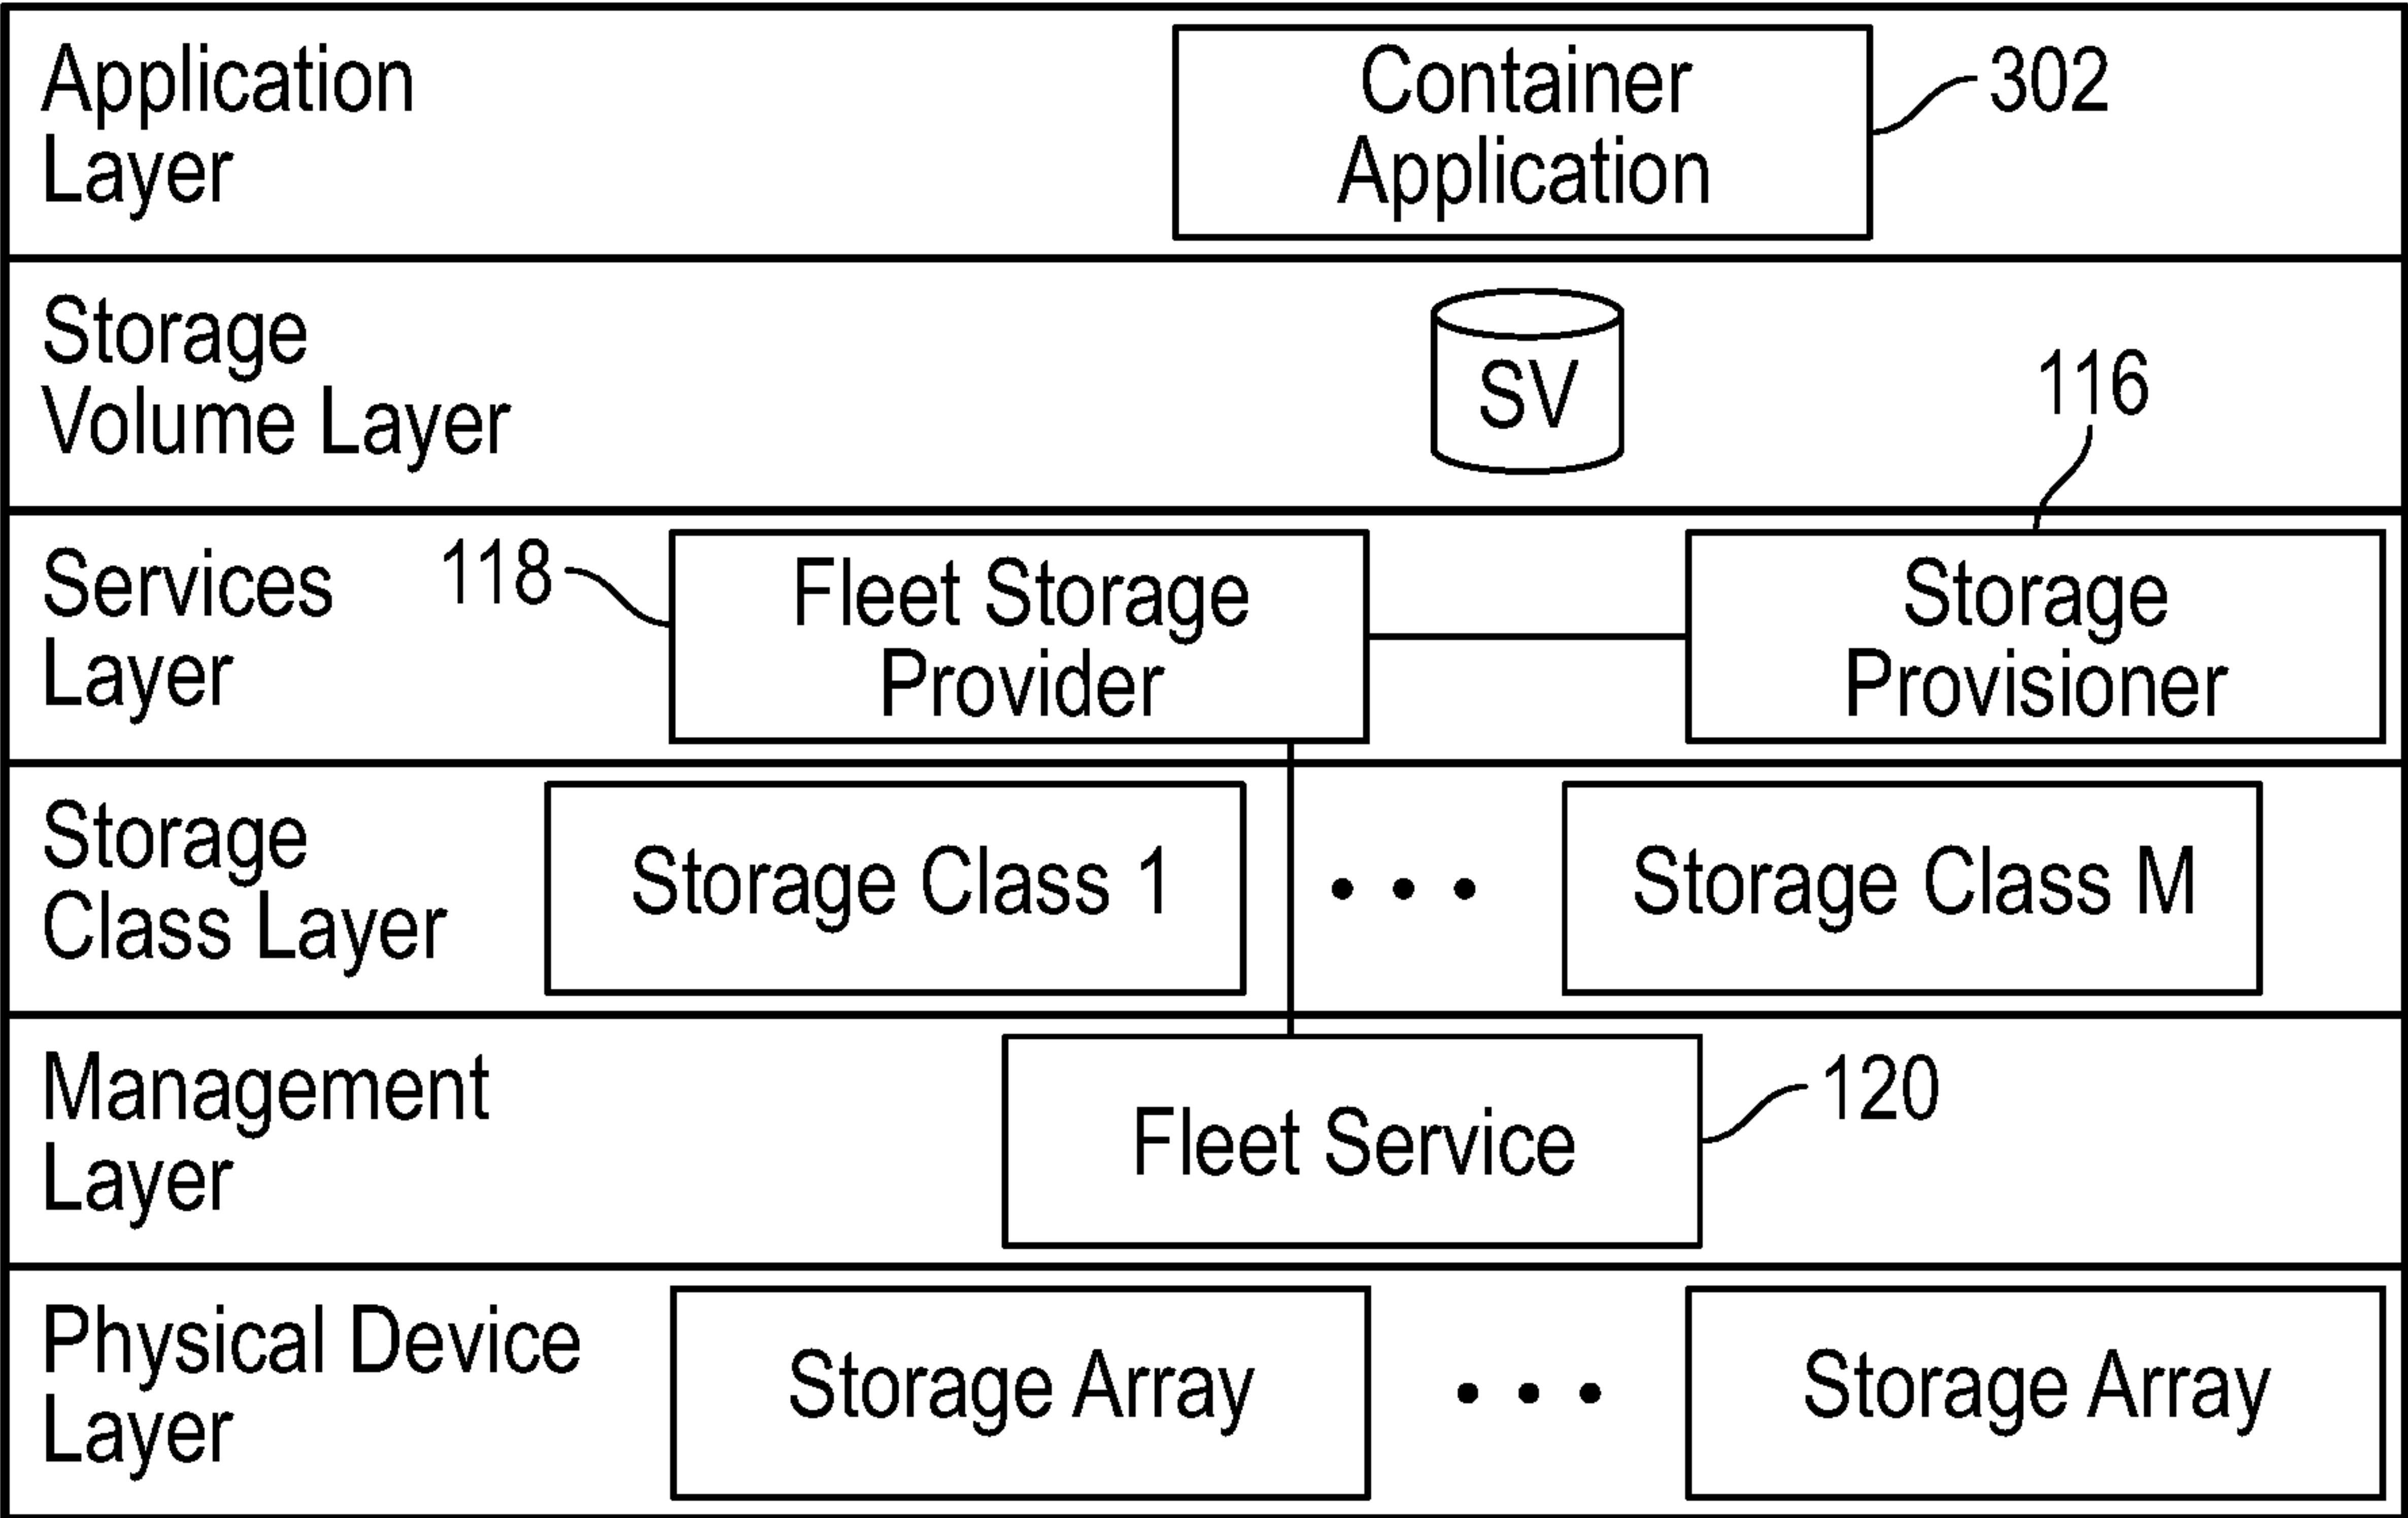 Application
Layer
Container
Application
302
Storage
Volume Layer
SV
116
Services
Layer
118
Fleet Storage
Provider
Storage
Provisioner
Storage
Class Layer
Storage Class 1
Storage Class M
Management
Layer
Fleet Service
120
Physical Device
Layer
Storage Array
Storage Array